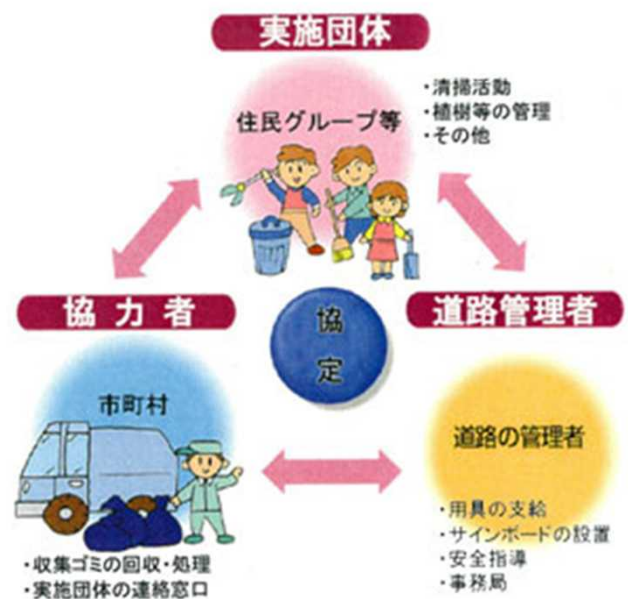 実施団体
住民グループ等
・清掃活動
・植樹等の管理
・その他
協力者
協定
道路管理者
市町村
道路の管理者
・収集ゴミの回収・処理
・実施団体の連絡窓口
・用具の支給
・サインボードの設置
・安全指導
・事務局